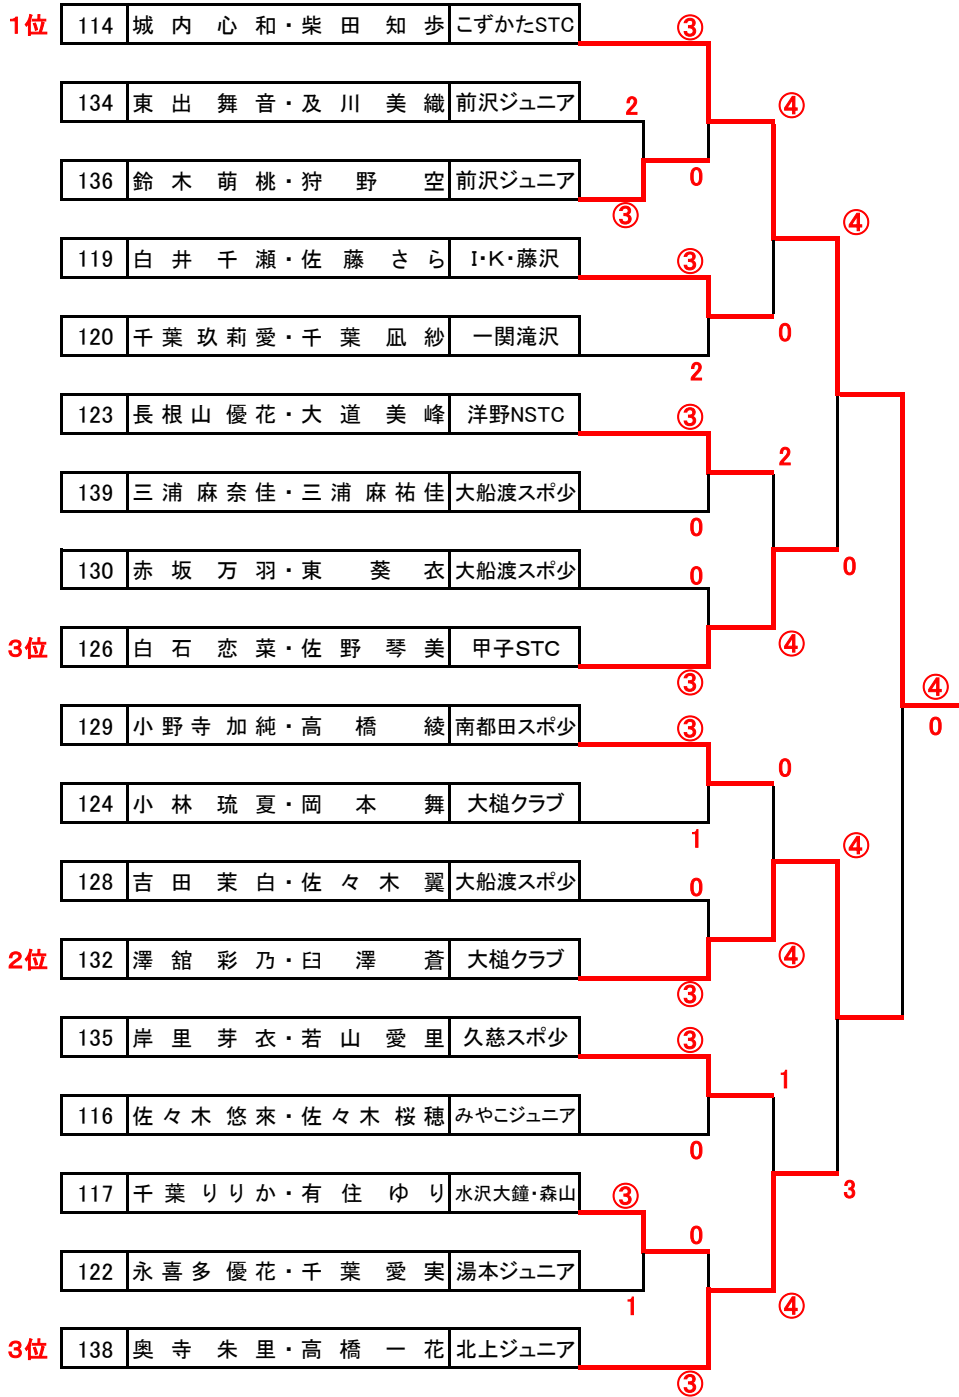 1位 114 城内 心和・柴田 知歩 こずかたSTC ③
134 東出 舞音・及川 美織 前沢ジュニア 2 ④
136 鈴木 萌桃・狩野 空 前沢ジュニア 0
③ ④
119 白井 千瀬・佐藤 さら I・K・藤沢 ③
120 千葉 玖莉愛・千葉 凪紗 一関滝沢 0
2
123 長根山 優花・大道 美峰 洋野NSTC ③
2
139 三浦 麻奈佳・三浦 麻祐佳 大船渡スポ少
0
130 赤坂 万羽・東 葵衣 大船渡スポ少 0 0
3位 126 白石 恋菜・佐野 琴美 甲子STC ④
③ ④
129 小野寺 加純・高橋 綾 南都田スポ少 ③ 0
0
124 小林 琉夏・岡本 舞 大槌クラブ
1 ④
128 吉田 茉白・佐々木 翼 大船渡スポ少 0
2位 132 澤舘 彩乃・臼澤 蒼 大槌クラブ ④
③
135 岸里 芽衣・若山 愛里 久慈スポ少 ③
1
116 佐々木 悠來・佐々木 桜穂 みやこジュニア
0
117 千葉 りりか・有住 ゆり 水沢大鐘・森山 ③ 3
0
122 永喜多 優花・千葉 愛実 湯本ジュニア
1 ④
3位 138 奥寺 朱里・高橋 一花 北上ジュニア
③